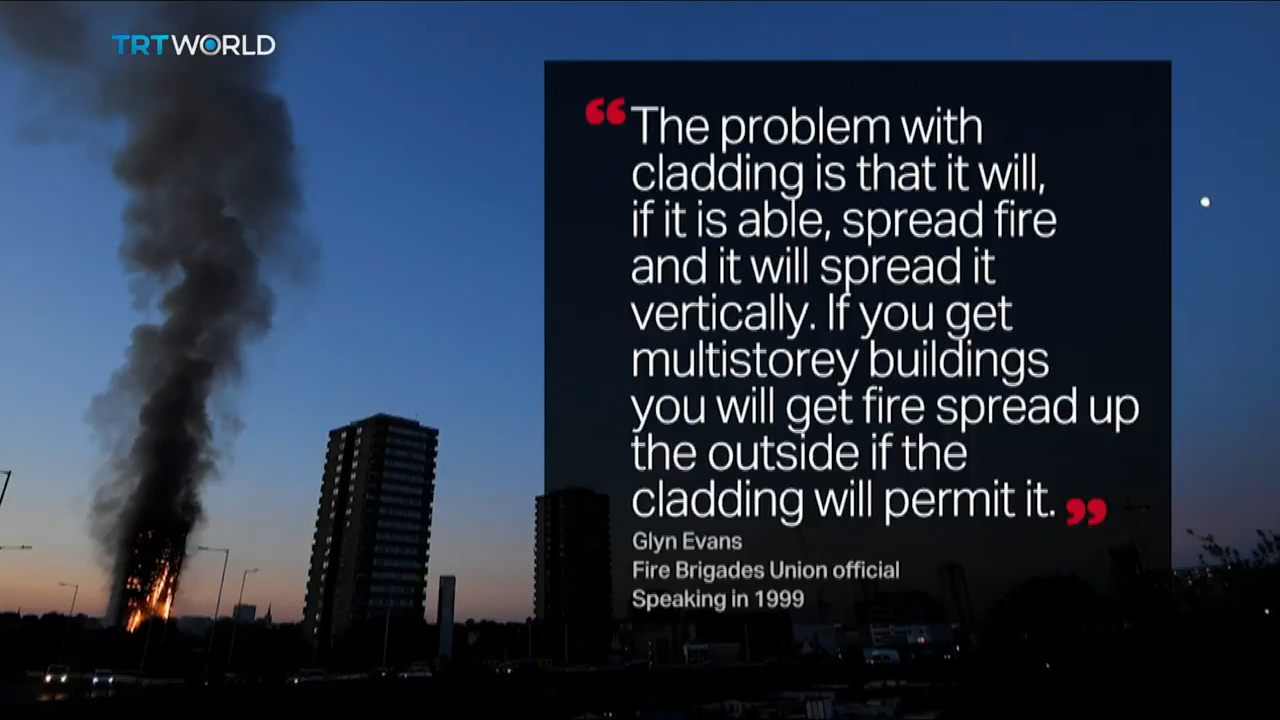 TRTWORLD
“The problem with
cladding is that it will,
if it is able, spread fire
and it will spread it
vertically. If you get
multistorey buildings
you will get fire spread up
the outside if the
cladding will permit it.”
Glyn Evans
Fire Brigades Union official
Speaking in 1999